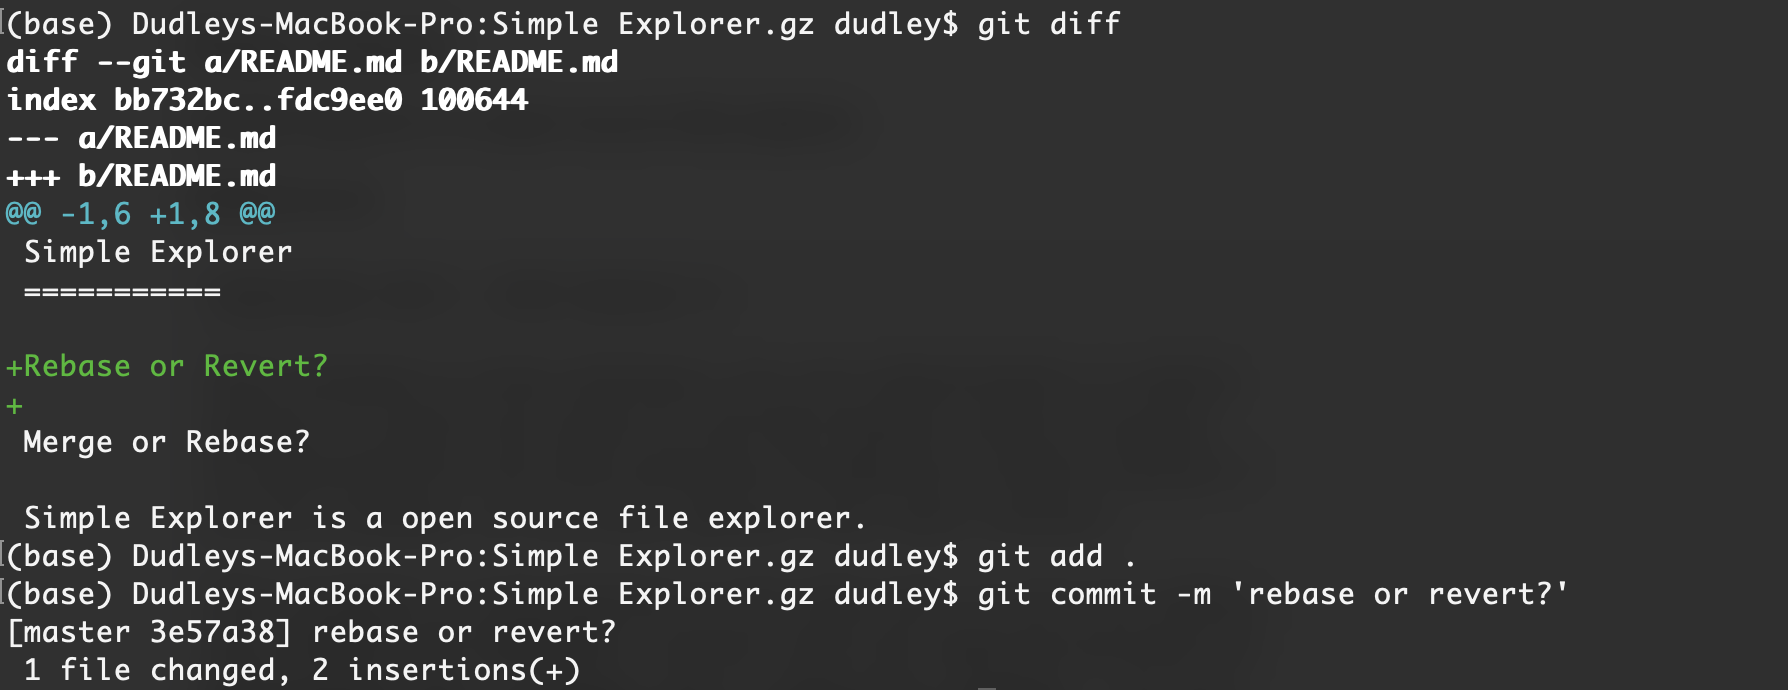 (base) Dudleys-MacBook-Pro:Simple Explorer.gz dudley$ git diff
diff --git a/README.md b/README.md
index bb732bc..fdc9ee0 100644
--- a/README.md
+++ b/README.md
@@ -1,6 +1,8 @@
 Simple Explorer
 ===========

+Rebase or Revert?
+
 Merge or Rebase?

 Simple Explorer is a open source file explorer.
(base) Dudleys-MacBook-Pro:Simple Explorer.gz dudley$ git add .
(base) Dudleys-MacBook-Pro:Simple Explorer.gz dudley$ git commit -m 'rebase or revert?'
[master 3e57a38] rebase or revert?
 1 file changed, 2 insertions(+)